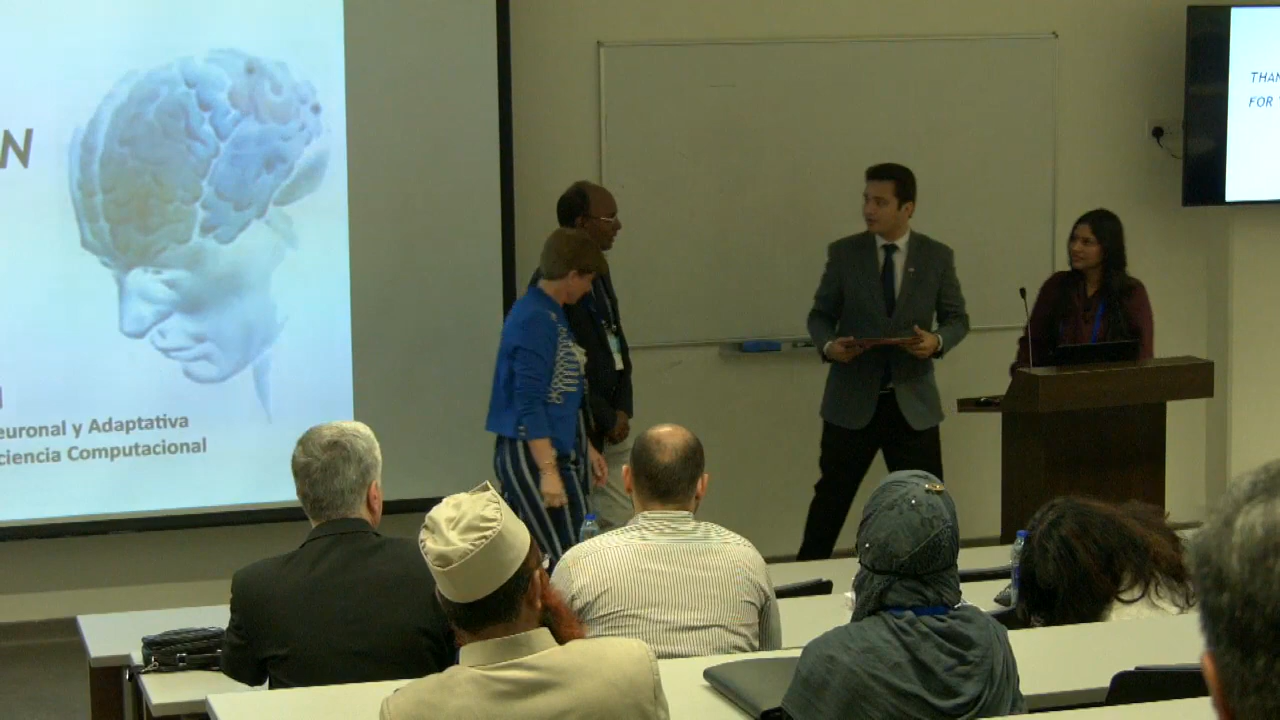 N
euronal y Adaptativa
ciencia Computacional
THAN
FOR